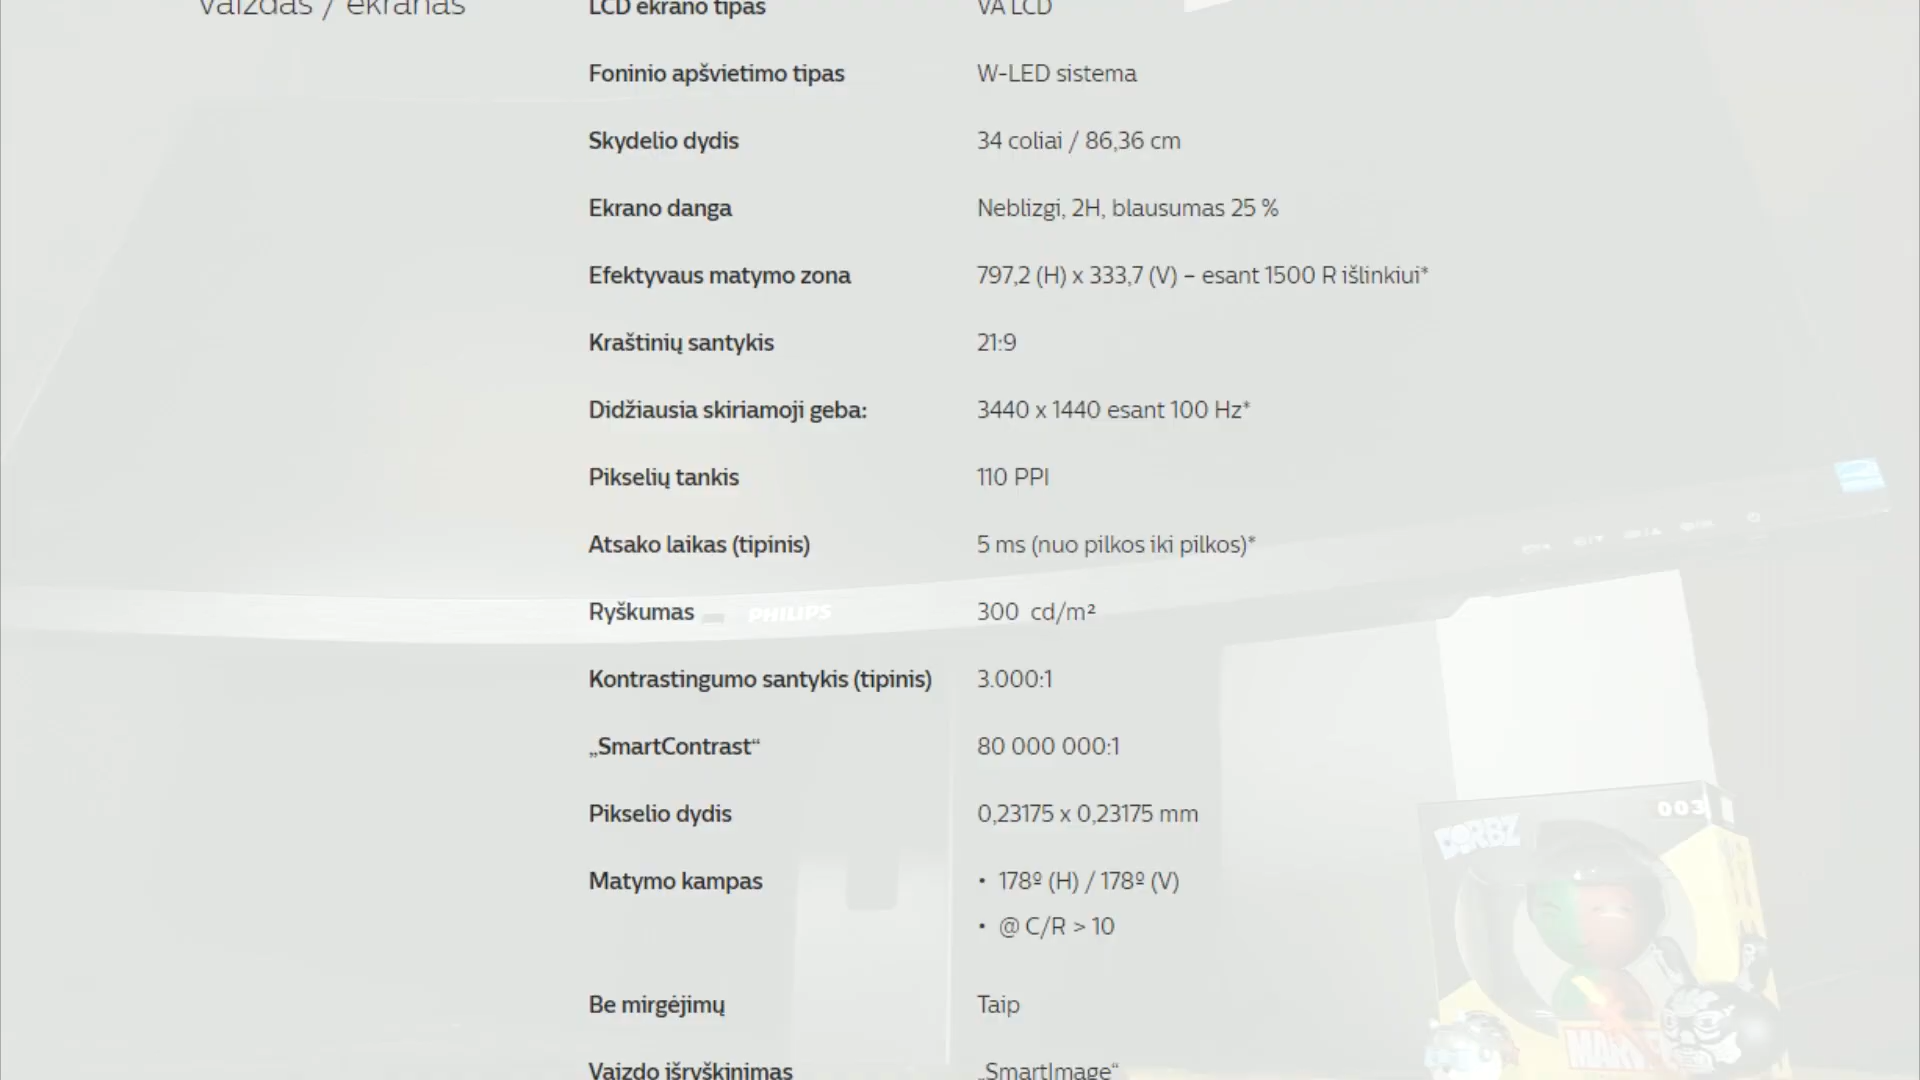 Vaizdas / ekranas
LCD ekrano tipas VA LCD
Foninio apšvietimo tipas W-LED sistema
Skydelio dydis 34 coliai / 86,36 cm
Ekrano danga Neblizgi, 2H, blausumas 25 %
Efektyvaus matymo zona 797,2 (H) x 333,7 (V) – esant 1500 R išlinkiui*
Kraštinių santykis 21:9
Didžiausia skiriamoji geba: 3440 x 1440 esant 100 Hz*
Pikselių tankis 110 PPI
Atsako laikas (tipinis) 5 ms (nuo pilkos iki pilkos)*
Ryškumas 300 cd/m²
PHILIPS
Kontrastingumo santykis (tipinis) 3.000:1
„SmartContrast“ 80 000 000:1
Pikselio dydis 0,23175 x 0,23175 mm
003
DORBZ
Matymo kampas • 178º (H) / 178º (V)
• @ C/R > 10
Be mirgėjimų Taip
Vaizdo išryškinimas „SmartImage“